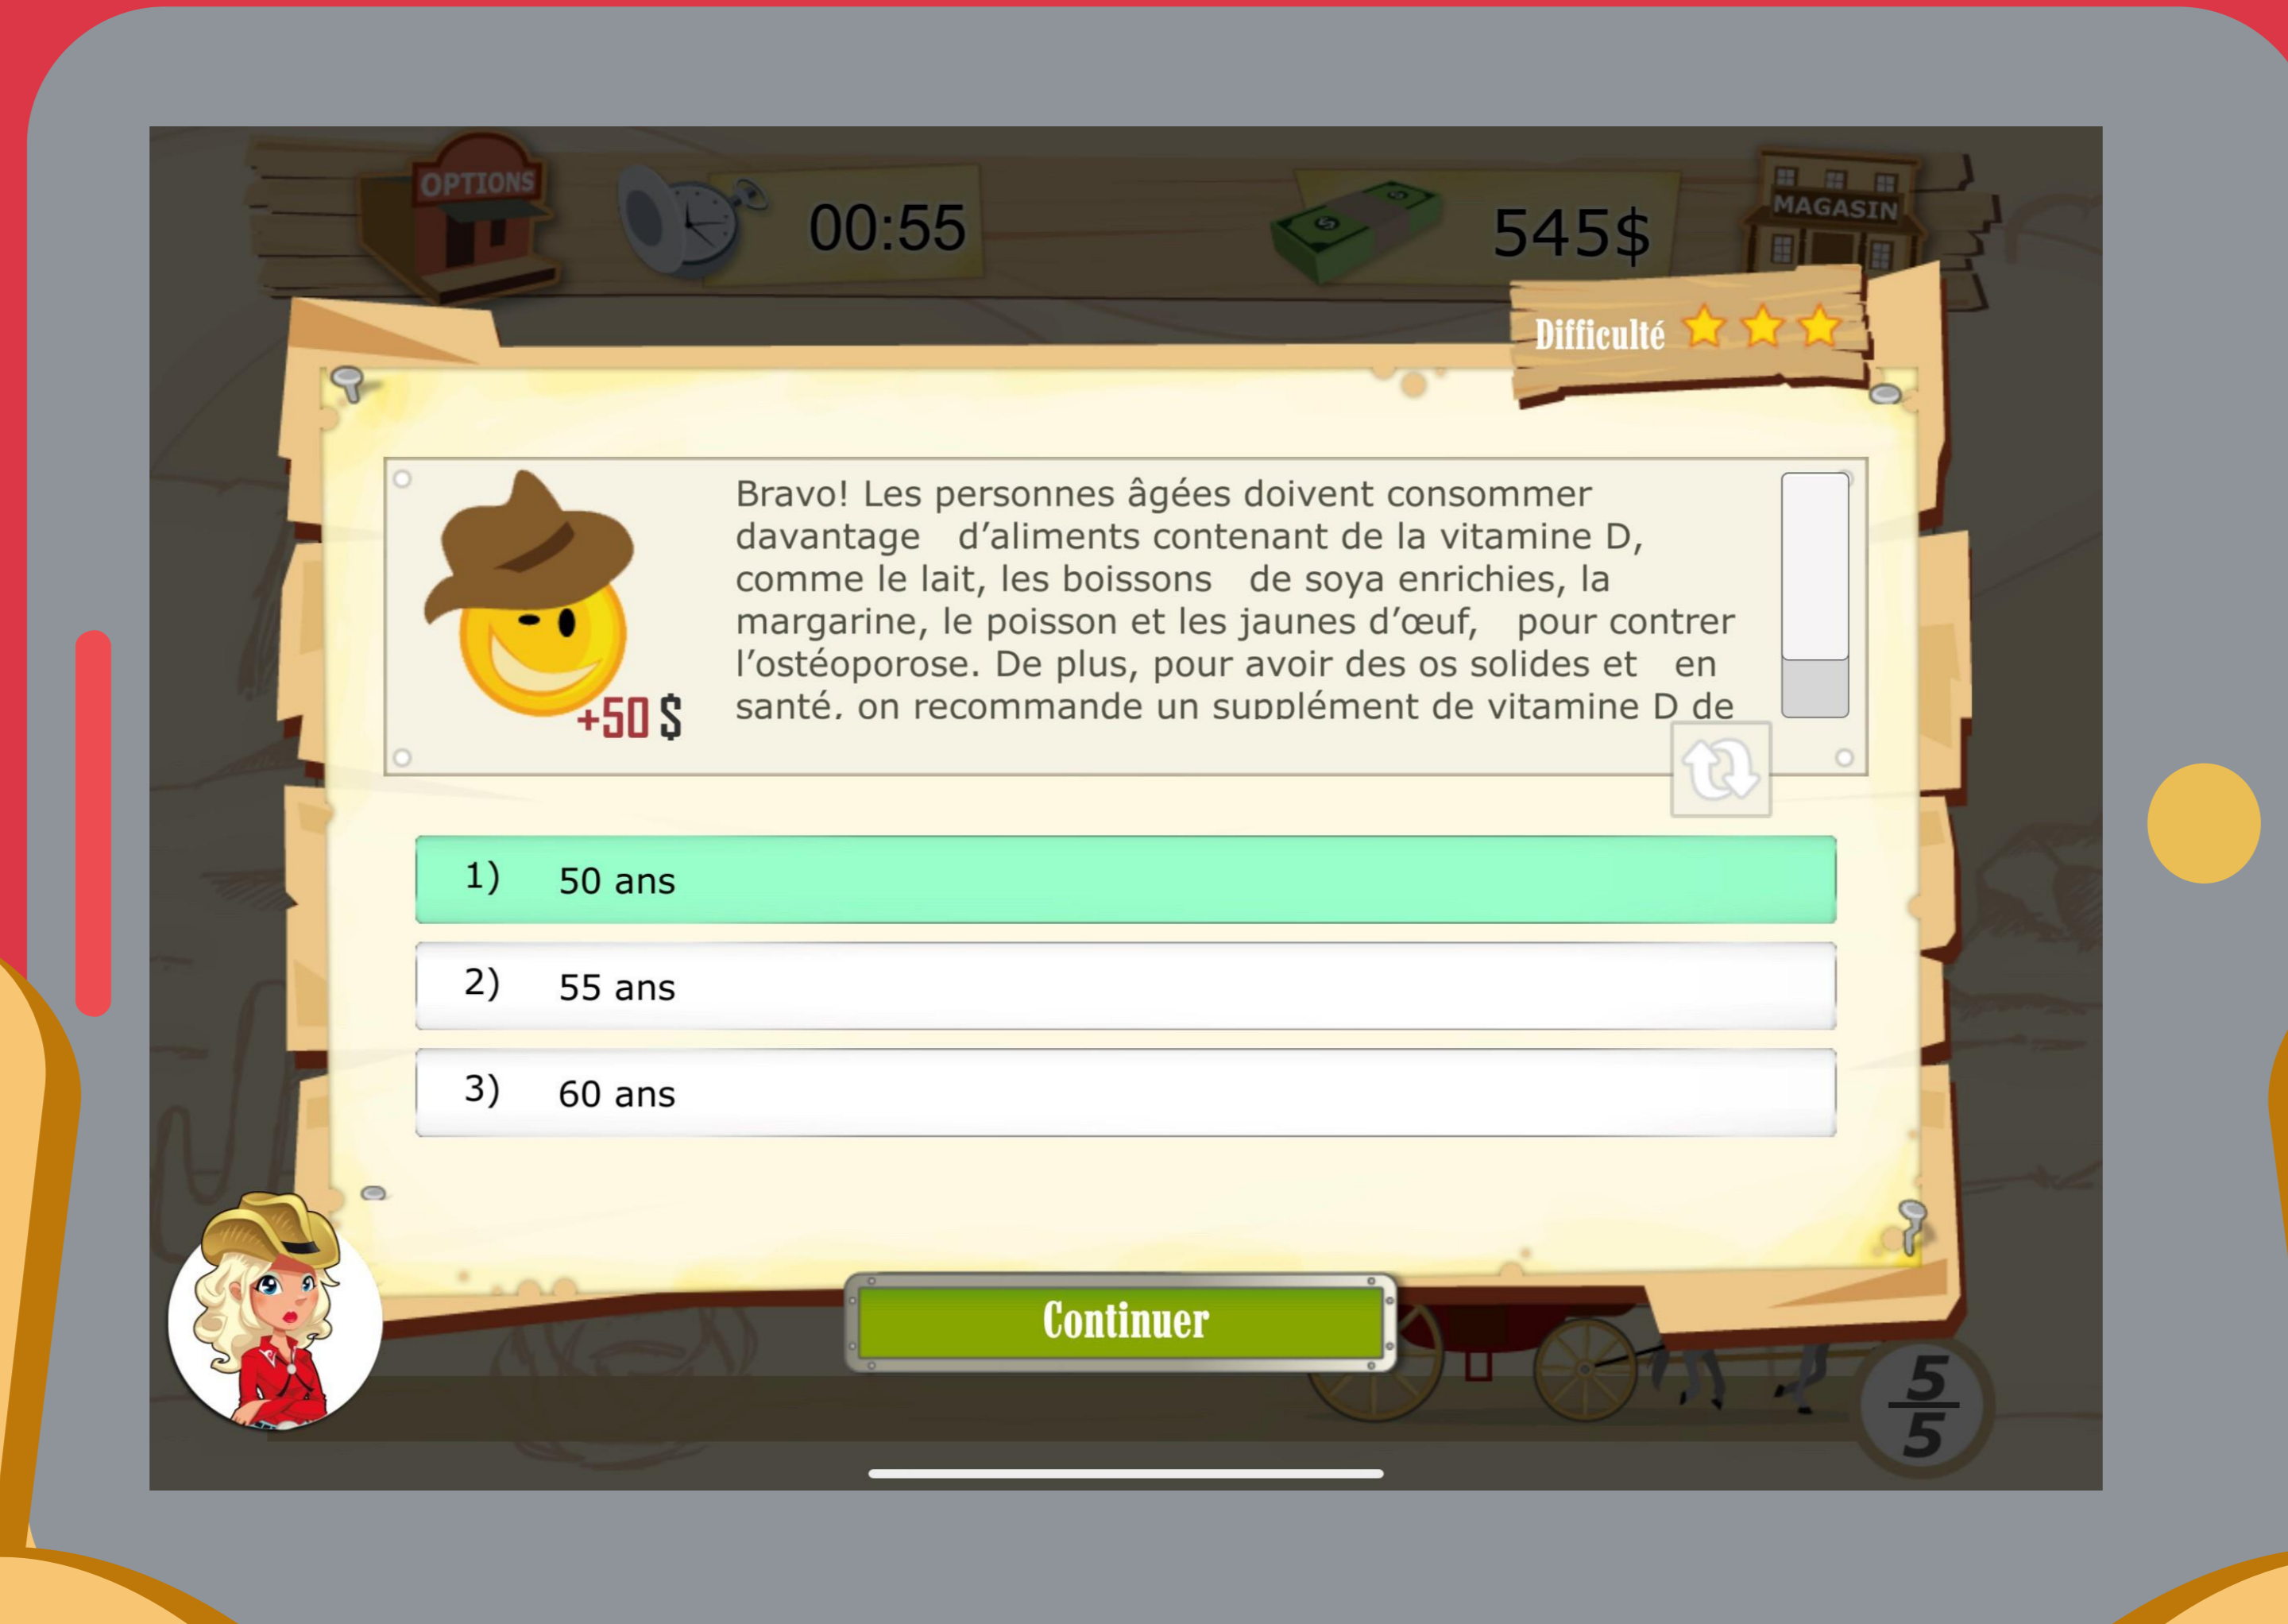 OPTIONS
00:55
545$
MAGASIN
Difficulté
Bravo! Les personnes âgées doivent consommer
davantage d’aliments contenant de la vitamine D,
comme le lait, les boissons de soya enrichies, la
margarine, le poisson et les jaunes d’œuf, pour contrer
l’ostéoporose. De plus, pour avoir des os solides et en
santé, on recommande un supplément de vitamine D de
+50 $
1) 50 ans
2) 55 ans
3) 60 ans
Continuer
5
5